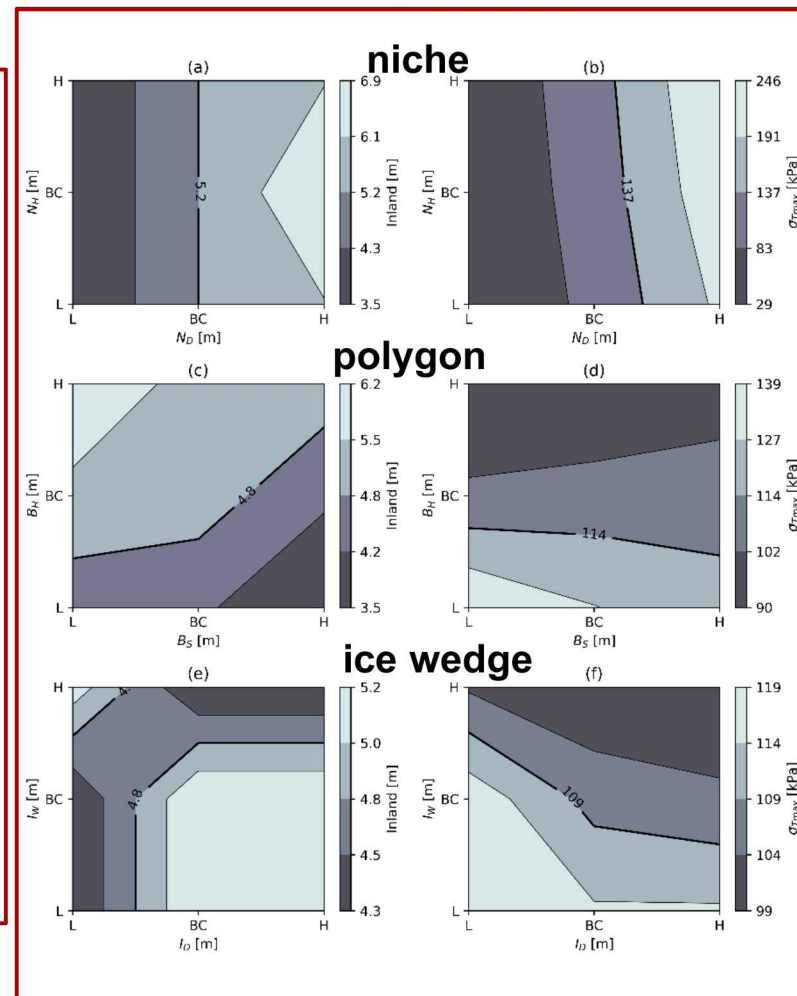 niche
(a)
H
BC
L
N_H [m]
L
BC
H
N_D [m]
5.2
6.9
6.1
5.2
4.3
3.5
Inland [m]
(b)
H
BC
L
N_H [m]
L
BC
H
N_D [m]
137
246
191
137
83
29
σ_Tmax [kPa]
polygon
(c)
H
BC
L
B_H [m]
L
BC
H
B_S [m]
4.8
6.2
5.5
4.8
4.2
3.5
Inland [m]
(d)
H
BC
L
B_H [m]
L
BC
H
B_S [m]
114
139
127
114
102
90
σ_Tmax [kPa]
ice wedge
(e)
H
BC
L
I_W [m]
L
BC
H
I_D [m]
4.
4.8
5.2
5.0
4.8
4.5
4.3
Inland [m]
(f)
H
BC
L
I_W [m]
L
BC
H
I_D [m]
109
119
114
109
104
99
σ_Tmax [kPa]